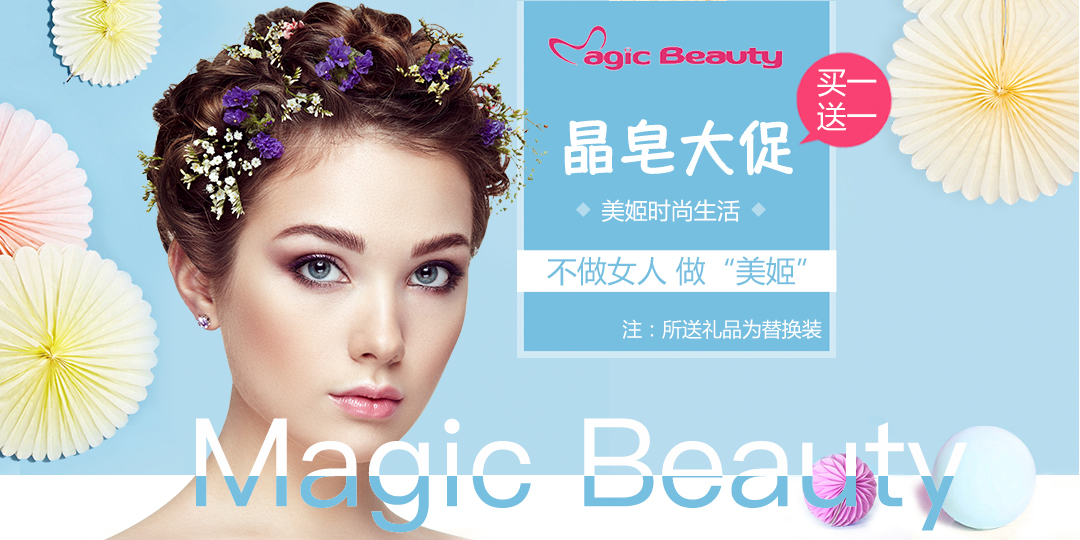 Magic Beauty
买一
送一
晶皂大促
美姬时尚生活
不做女人 做“美姬”
注：所送礼品为替换装
Magic Beauty